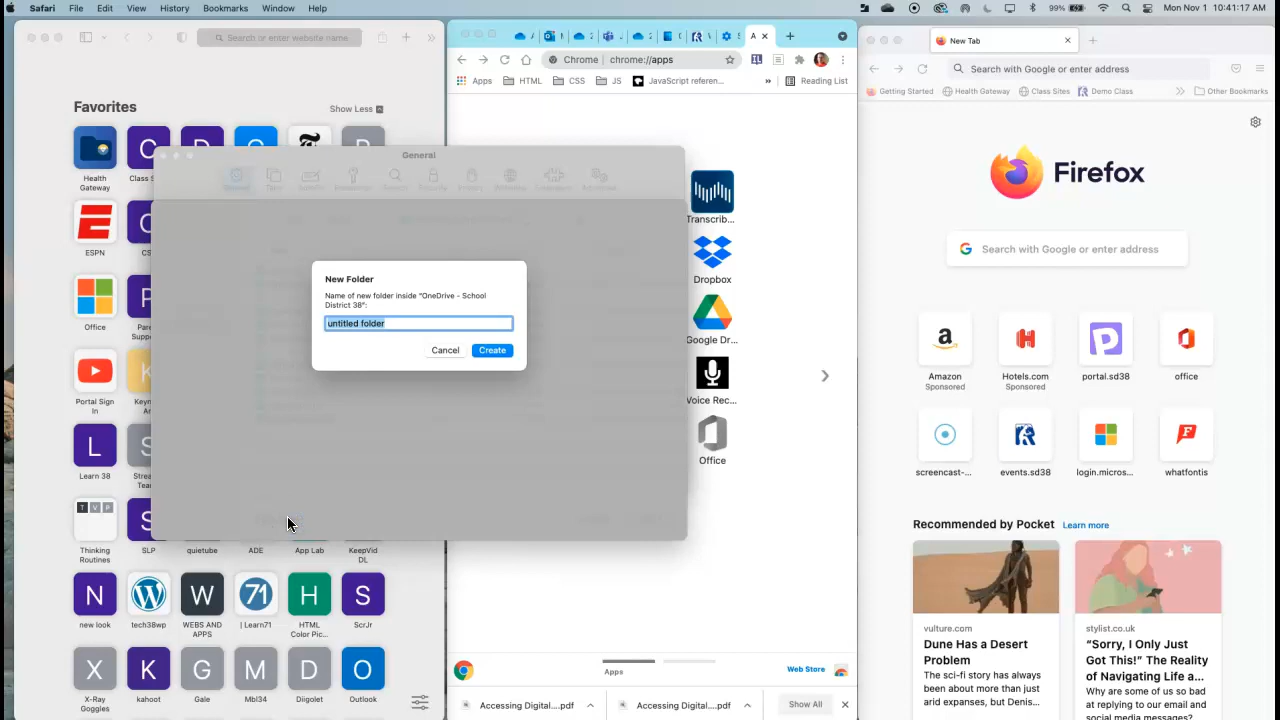 Safari File Edit View History Bookmarks Window Help
99% Mon Nov 1 10:41:17 AM
Search or enter website name
Favorites
Show Less
Health Gateway
ESPN
Office
Portal Sign In
Learn 38
Thinking Routines
SLP
quietube
ADE
App Lab
KeepVid DL
new look
tech38wp
WEBS AND APPS
| Learn71
HTML Color Pic...
ScrJr
X-Ray Goggles
kahoot
Gale
Mbl34
Diigolet
Outlook
General
New Folder
Name of new folder inside "OneDrive - School
District 38":
untitled folder
Cancel Create
Chrome | chrome://apps
Apps HTML CSS JS JavaScript referen... » Reading List
Transcrib...
Dropbox
Google Dr...
Voice Rec...
Office
Apps
Web Store
Accessing Digital....pdf
Accessing Digital....pdf
Show All
New Tab
Search with Google or enter address
Getting Started Health Gateway Class Sites Demo Class » Other Bookmarks
Firefox
Search with Google or enter address
Amazon
Sponsored
Hotels.com
Sponsored
portal.sd38
office
screencast-...
events.sd38
login.micros...
whatfontis
Recommended by Pocket Learn more
vulture.com
Dune Has a Desert
Problem
The sci-fi story has always
been about more than just
arid expanses, but Denis...
stylist.co.uk
“Sorry, I Only Just
Got This!” The Reality
of Navigating Life a...
Why are some of us so bad
at replying to texts and
social media messages?